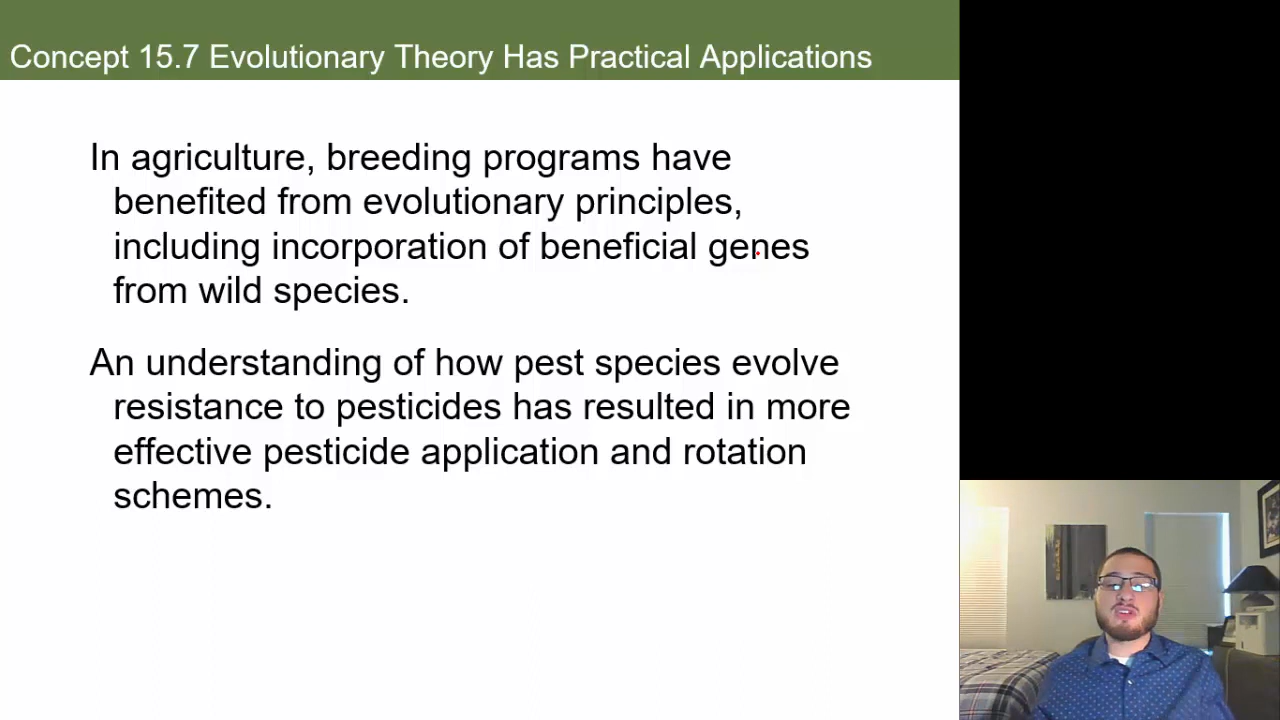 Concept 15.7 Evolutionary Theory Has Practical Applications
In agriculture, breeding programs have
benefited from evolutionary principles,
including incorporation of beneficial genes
from wild species.
An understanding of how pest species evolve
resistance to pesticides has resulted in more
effective pesticide application and rotation
schemes.